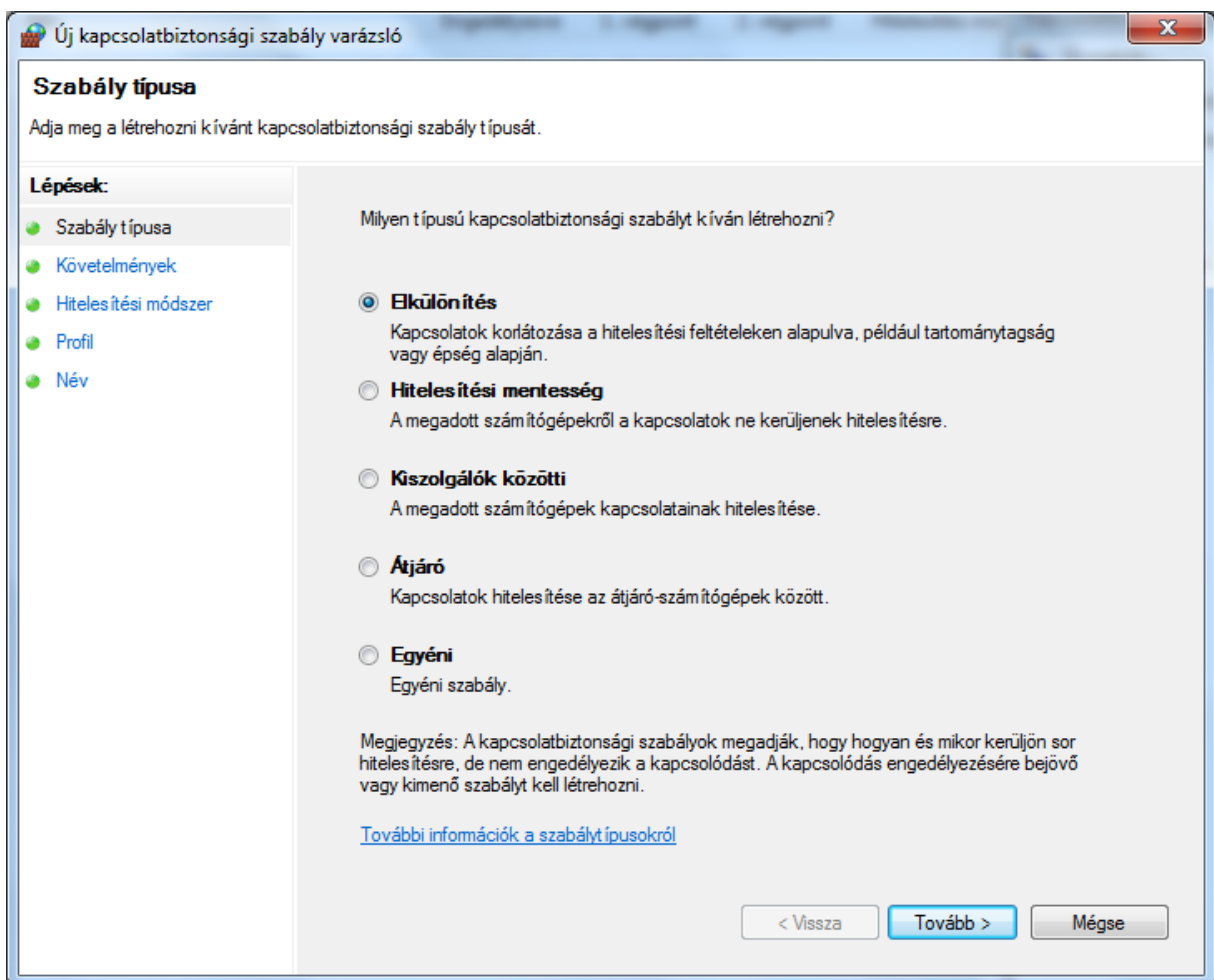 Új kapcsolatbiztonsági szabály varázsló
Szabály típusa
Adja meg a létrehozni kívánt kapcsolatbiztonsági szabály típusát.
Lépések:
Szabály típusa
Követelmények
Hitelesítési módszer
Profil
Név
Milyen típusú kapcsolatbiztonsági szabályt kíván létrehozni?
Elkülönítés
Kapcsolatok korlátozása a hitelesítési feltételeken alapulva, például tartománytagság
vagy épség alapján.
Hitelesítési mentesség
A megadott számítógépekről a kapcsolatok ne kerüljenek hitelesítésre.
Kiszolgálók közötti
A megadott számítógépek kapcsolatainak hitelesítése.
Átjáró
Kapcsolatok hitelesítése az átjáró-számítógépek között.
Egyéni
Egyéni szabály.
Megjegyzés: A kapcsolatbiztonsági szabályok megadják, hogy hogyan és mikor kerüljön sor
hitelesítésre, de nem engedélyezik a kapcsolódást. A kapcsolódás engedélyezésére bejövő
vagy kimenő szabályt kell létrehozni.
További információk a szabálytípusokról
< Vissza
Tovább >
Mégse